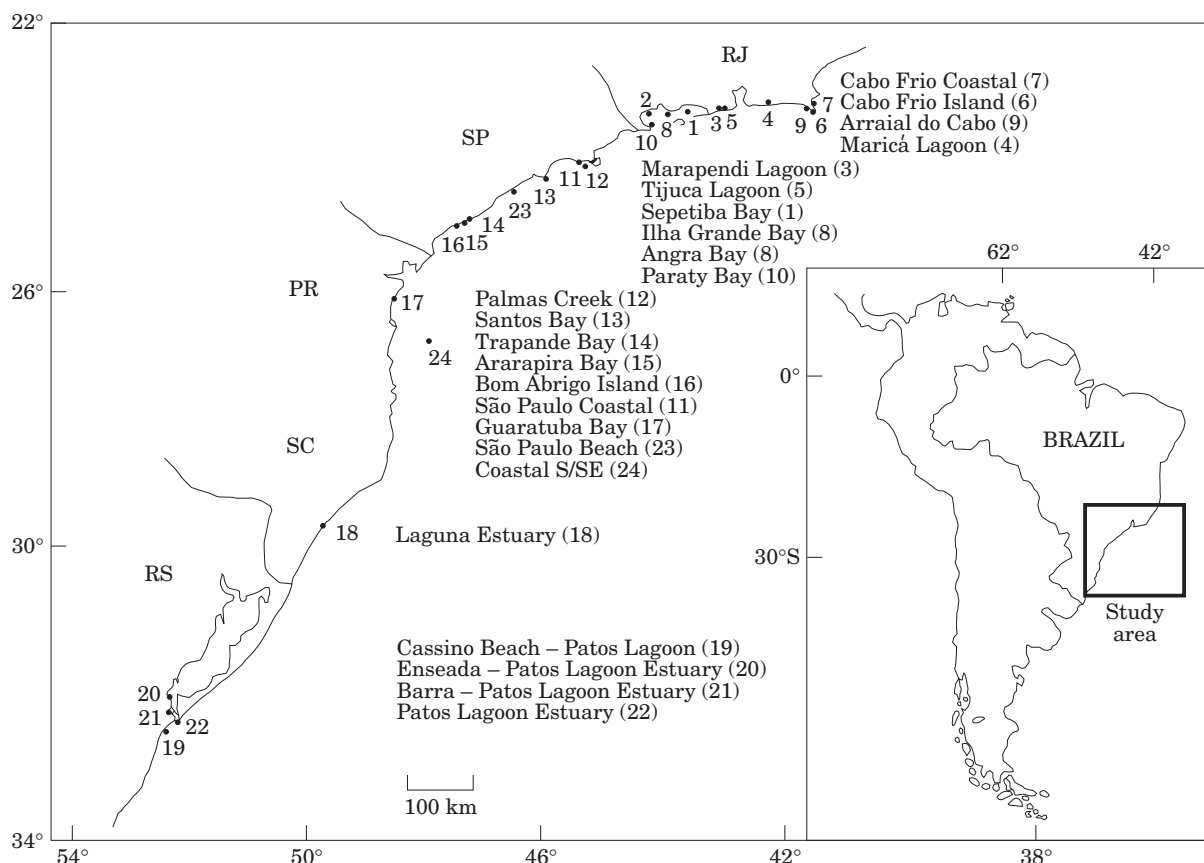 22°
RJ
2
8
1
3
5
4
9
7
6
10
Cabo Frio Coastal (7)
Cabo Frio Island (6)
Arraial do Cabo (9)
Maricá Lagoon (4)
SP
11
12
13
23
14
15
16
Marapendi Lagoon (3)
Tijuca Lagoon (5)
Sepetiba Bay (1)
Ilha Grande Bay (8)
Angra Bay (8)
Paraty Bay (10)
26°
PR
17
24
Palmas Creek (12)
Santos Bay (13)
Trapande Bay (14)
Ararapira Bay (15)
Bom Abrigo Island (16)
São Paulo Coastal (11)
Guaratuba Bay (17)
São Paulo Beach (23)
Coastal S/SE (24)
SC
18
Laguna Estuary (18)
30°
RS
20
21
22
19
Cassino Beach – Patos Lagoon (19)
Enseada – Patos Lagoon Estuary (20)
Barra – Patos Lagoon Estuary (21)
Patos Lagoon Estuary (22)
100 km
34°
54°
50°
46°
42°
38°
62°
42°
0°
BRAZIL
30°S
Study
area